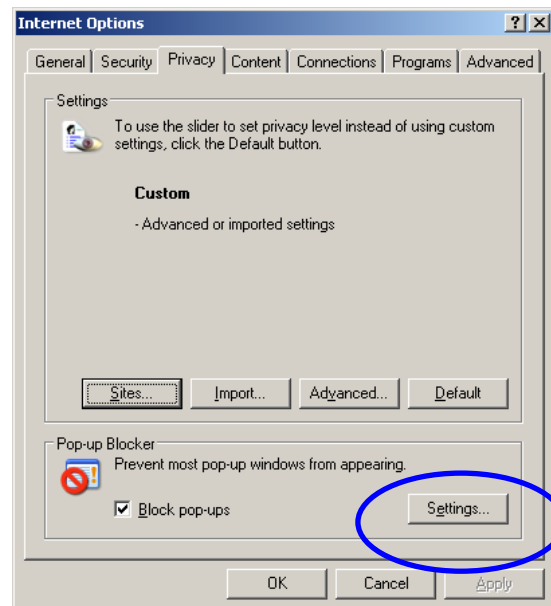 Internet Options
General Security Privacy Content Connections Programs Advanced
Settings
To use the slider to set privacy level instead of using custom
settings, click the Default button.
Custom
- Advanced or imported settings
Sites... Import... Advanced... Default
Pop-up Blocker
Prevent most pop-up windows from appearing.
Block pop-ups Settings...
OK Cancel Apply